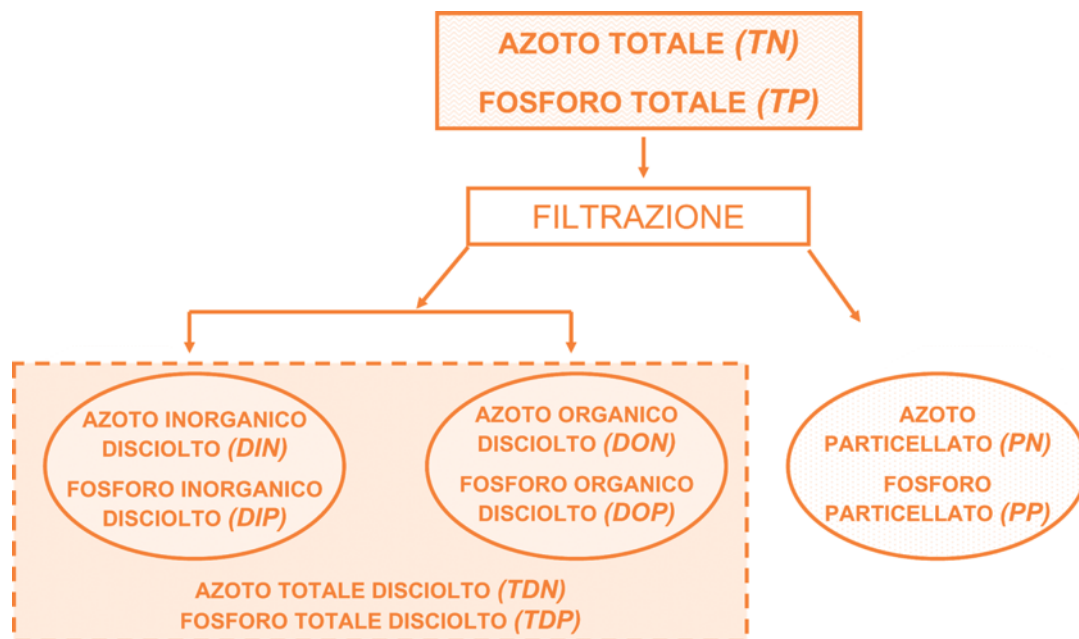 AZOTO TOTALE (TN)
FOSFORO TOTALE (TP)
FILTRAZIONE
AZOTO INORGANICO
DISCIOLTO (DIN)
FOSFORO INORGANICO
DISCIOLTO (DIP)
AZOTO ORGANICO
DISCIOLTO (DON)
FOSFORO ORGANICO
DISCIOLTO (DOP)
AZOTO
PARTICELLATO (PN)
FOSFORO
PARTICELLATO (PP)
AZOTO TOTALE DISCIOLTO (TDN)
FOSFORO TOTALE DISCIOLTO (TDP)